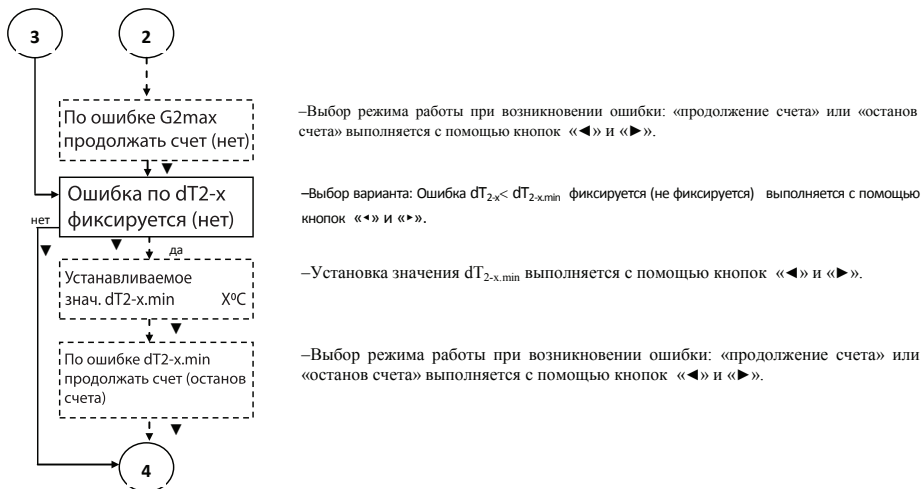 3
2
По ошибке G2max
продолжать счет (нет)
▼
–Выбор режима работы при возникновении ошибки: «продолжение счета» или «останов
счета» выполняется с помощью кнопок «◄» и «►».
Ошибка по dT2-x
фиксируется (нет)
–Выбор варианта: Ошибка dT2-x< dT2-x.min фиксируется (не фиксируется) выполняется с помощью
кнопок «◄» и «►».
нет
▼
▼
да
Устанавливаемое
знач. dT2-x.min X⁰C
▼
–Установка значения dT2-x.min выполняется с помощью кнопок «◄» и «►».
По ошибке dT2-x.min
продолжать счет (останов
счета)
▼
–Выбор режима работы при возникновении ошибки: «продолжение счета» или
«останов счета» выполняется с помощью кнопок «◄» и «►».
4